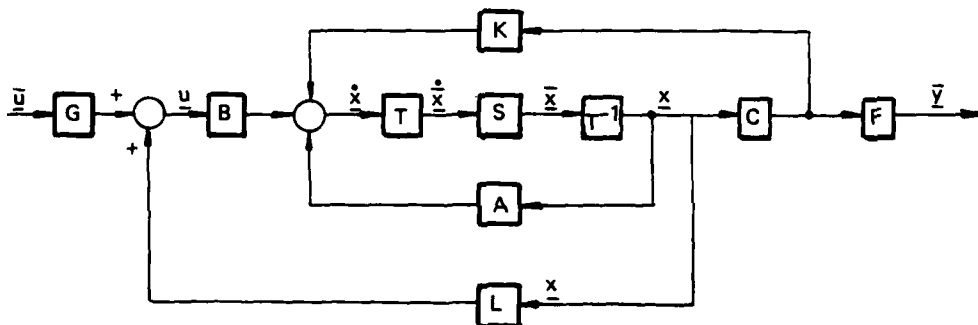 K
ū̲ G + u̲ B ẋ̲ T ẋ̲̄ S x̲̄ T⁻¹ x̲ C F ȳ̲
+
A
L x̲